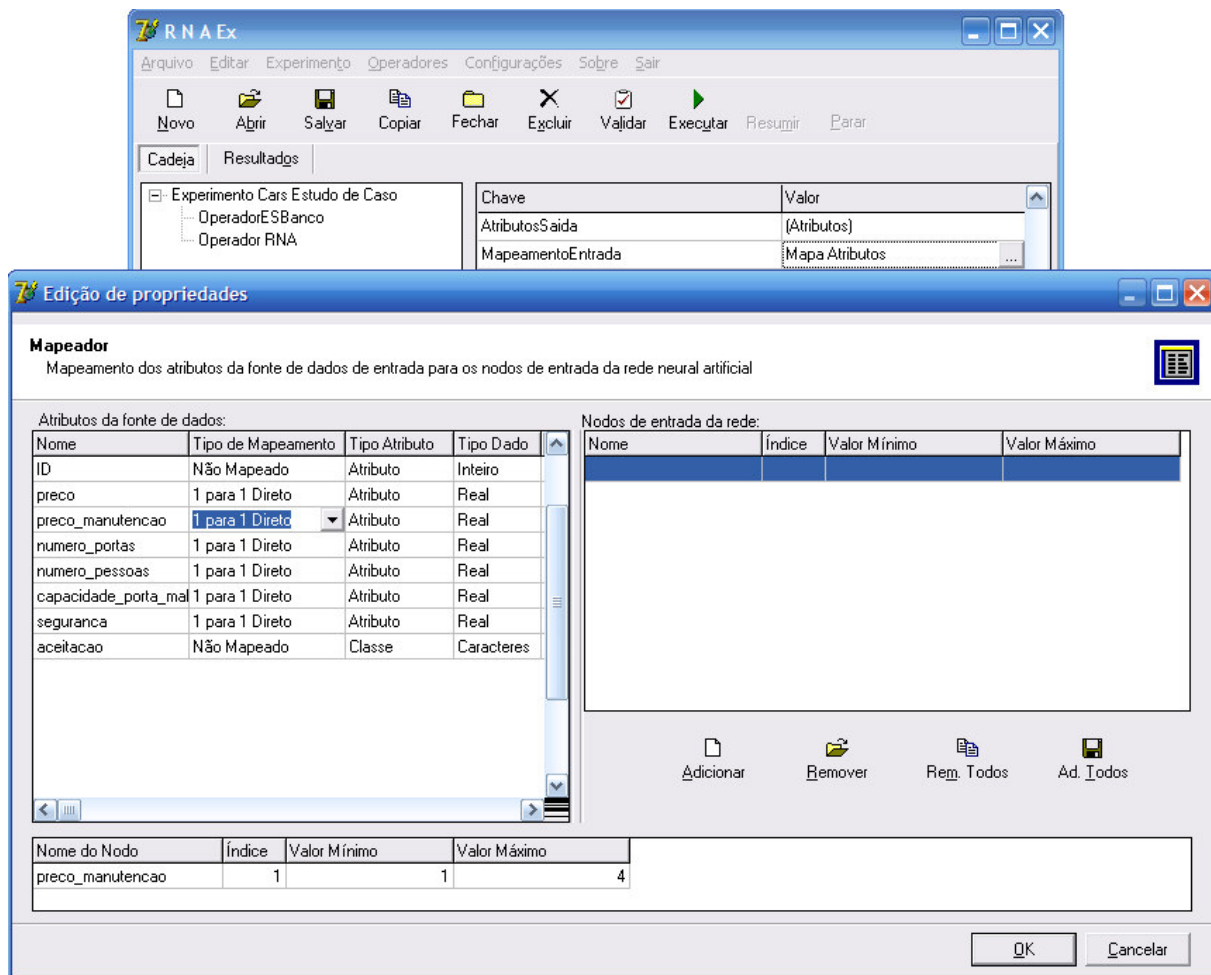 R N A Ex
Arquivo Editar Experimento Operadores Configurações Sobre Sair
Novo Abrir Salvar Copiar Fechar Excluir Validar Executar Resumir Parar
Cadeia Resultados
Experimento Cars Estudo de Caso
OperadorESBanco
Operador RNA
Chave Valor
AtributosSaida (Atributos)
MapeamentoEntrada Mapa Atributos ...
Edição de propriedades
Mapeador
Mapeamento dos atributos da fonte de dados de entrada para os nodos de entrada da rede neural artificial
Atributos da fonte de dados:
Nome Tipo de Mapeamento Tipo Atributo Tipo Dado
ID Não Mapeado Atributo Inteiro
preco 1 para 1 Direto Atributo Real
preco_manutencao 1 para 1 Direto Atributo Real
numero_portas 1 para 1 Direto Atributo Real
numero_pessoas 1 para 1 Direto Atributo Real
capacidade_porta_mal 1 para 1 Direto Atributo Real
seguranca 1 para 1 Direto Atributo Real
aceitacao Não Mapeado Classe Caracteres
Nodos de entrada da rede:
Nome Índice Valor Mínimo Valor Máximo
Adicionar Remover Rem. Todos Ad. Todos
Nome do Nodo Índice Valor Mínimo Valor Máximo
preco_manutencao 1 1 4
OK Cancelar